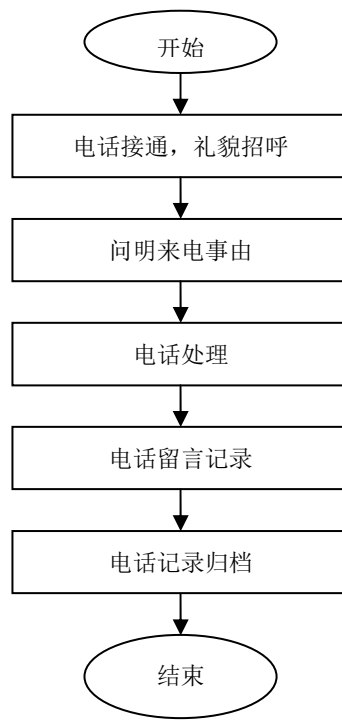 开始
电话接通，礼貌招呼
问明来电事由
电话处理
电话留言记录
电话记录归档
结束